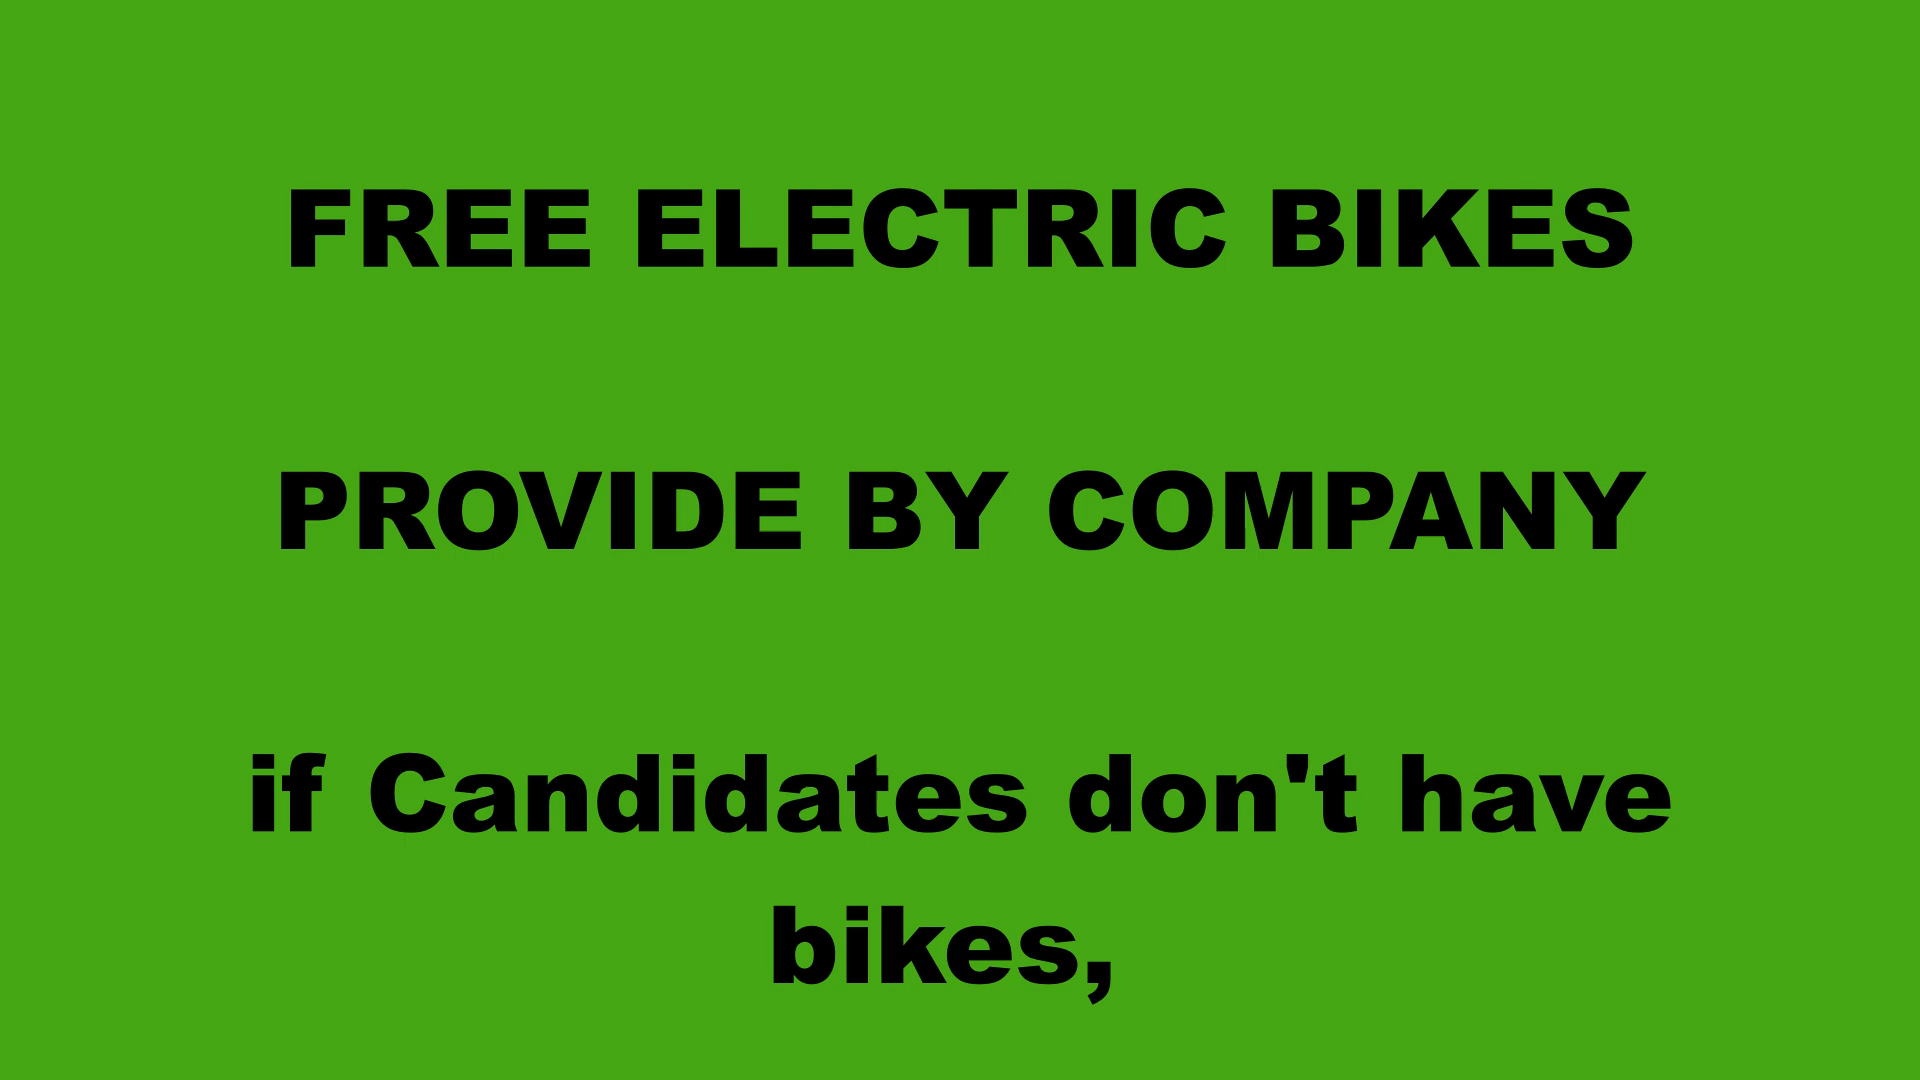 FREE ELECTRIC BIKES
PROVIDE BY COMPANY
if Candidates don't have
bikes,